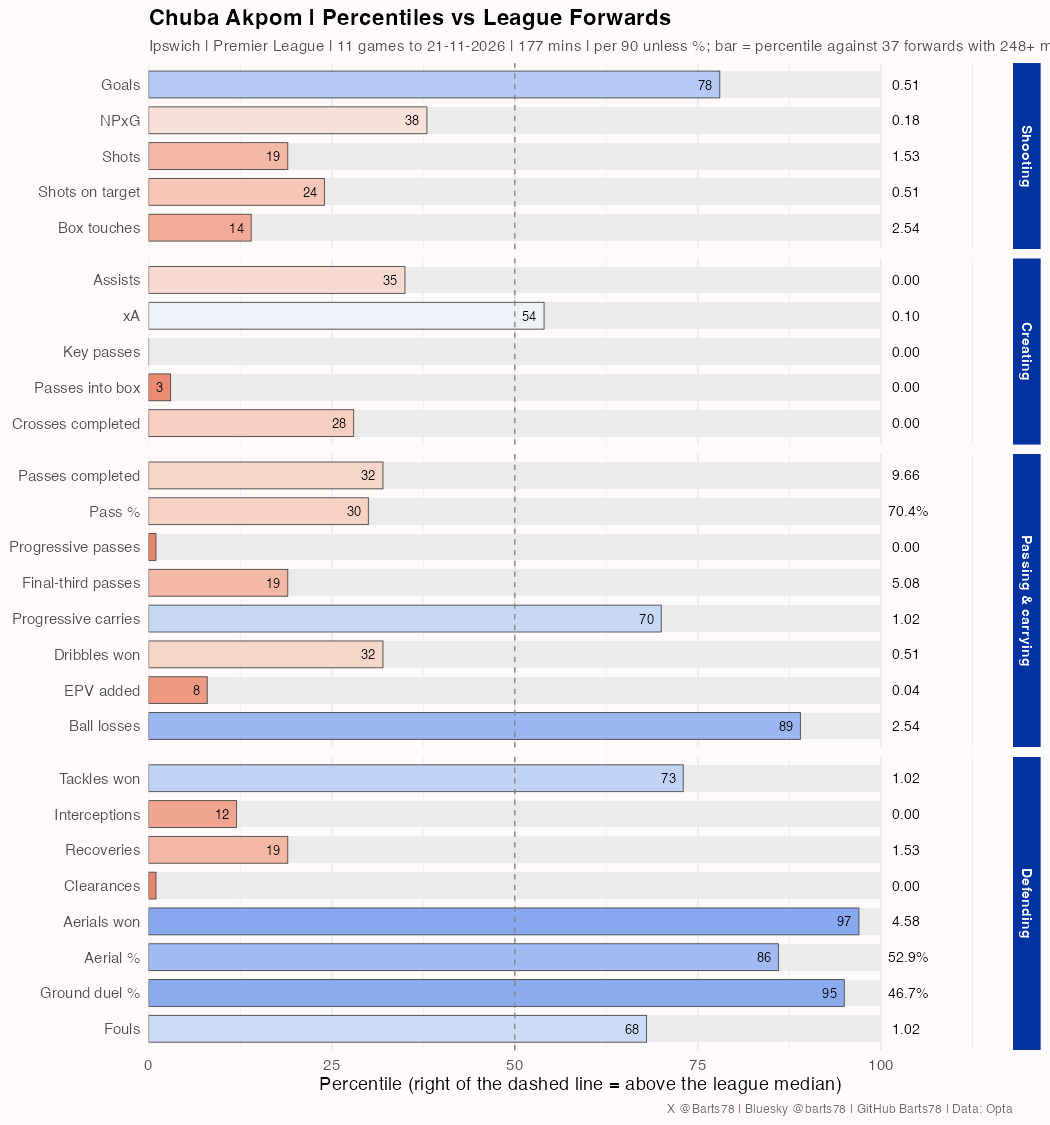 Chuba Akpom | Percentiles vs League Forwards
Ipswich | Premier League | 11 games to 21-11-2026 | 177 mins | per 90 unless %; bar = percentile against 37 forwards with 248+ m
Shooting
Goals 78 0.51
NPxG 38 0.18
Shots 19 1.53
Shots on target 24 0.51
Box touches 14 2.54
Creating
Assists 35 0.00
xA 54 0.10
Key passes 0.00
Passes into box 3 0.00
Crosses completed 28 0.00
Passing & carrying
Passes completed 32 9.66
Pass % 30 70.4%
Progressive passes 0.00
Final-third passes 19 5.08
Progressive carries 70 1.02
Dribbles won 32 0.51
EPV added 8 0.04
Ball losses 89 2.54
Defending
Tackles won 73 1.02
Interceptions 12 0.00
Recoveries 19 1.53
Clearances 0.00
Aerials won 97 4.58
Aerial % 86 52.9%
Ground duel % 95 46.7%
Fouls 68 1.02
0 25 50 75 100
Percentile (right of the dashed line = above the league median)
X @Barts78 | Bluesky @barts78 | GitHub Barts78 | Data: Opta